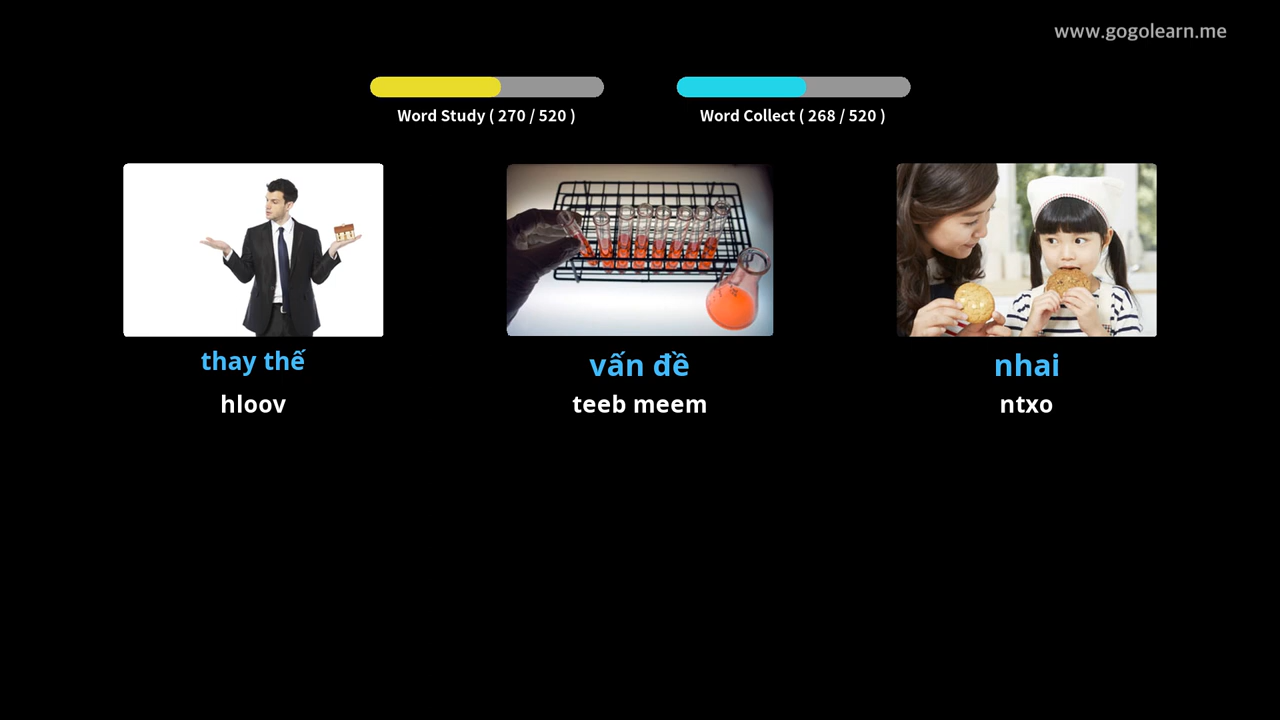 www.gogolearn.me
Word Study ( 270 / 520 )
Word Collect ( 268 / 520 )
thay thế
hloov
vấn đề
teeb meem
nhai
ntxo